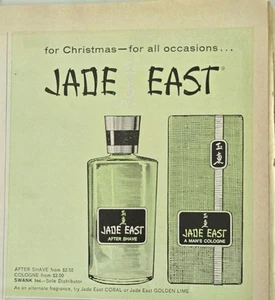 for Christmas—for all occasions...
JADE EAST®
JADE EAST
AFTER SHAVE
JADE EAST
A MAN'S COLOGNE
AFTER SHAVE from $2.50
COLOGNE from $3.00
SWANK Inc.—Sole Distributor
As an alternate fragrance, try Jade East CORAL or Jade East GOLDEN LIME